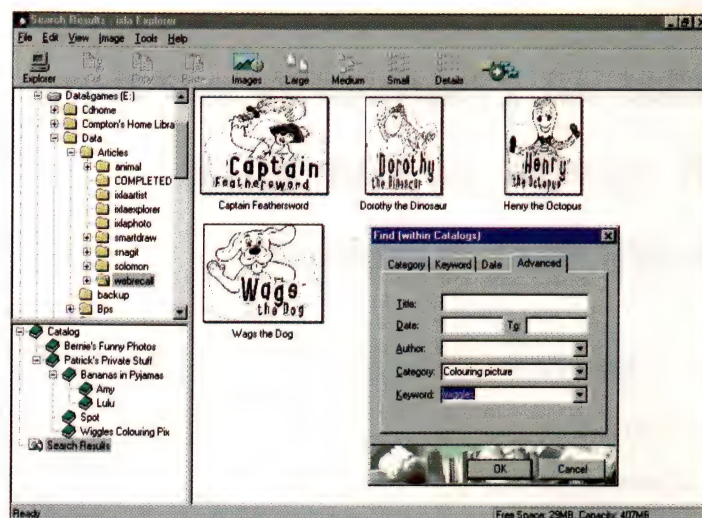 Search Results - ixla Explorer
File Edit View Image Tools Help
Explorer Cut Copy Paste Images Large Medium Small Details
Data&games (E:)
Cdhome
Compton's Home Libra
Data
Articles
animal
COMPLETED
ixlaartist
ixlaexplorer
ixlaphoto
smartdraw
snagit
solomon
webrecall
backup
Bps
Catalog
Bernie's Funny Photos
Patrick's Private Stuff
Bananas in Pyjamas
Amy
Lulu
Spot
Wiggles Colouring Pix
Search Results
Captain
Feathersword
Captain Feathersword
Dorothy
the Dinosaur
Dorothy the Dinosaur
Henry
the Octopus
Henry the Octopus
Wags
the Dog
Wags the Dog
Find (within Catalogs)
Category Keyword Date Advanced
Title:
Date: To:
Author:
Category: Colouring picture
Keyword: wiggles
OK Cancel
Ready Free Space: 29MB, Capacity: 407MB